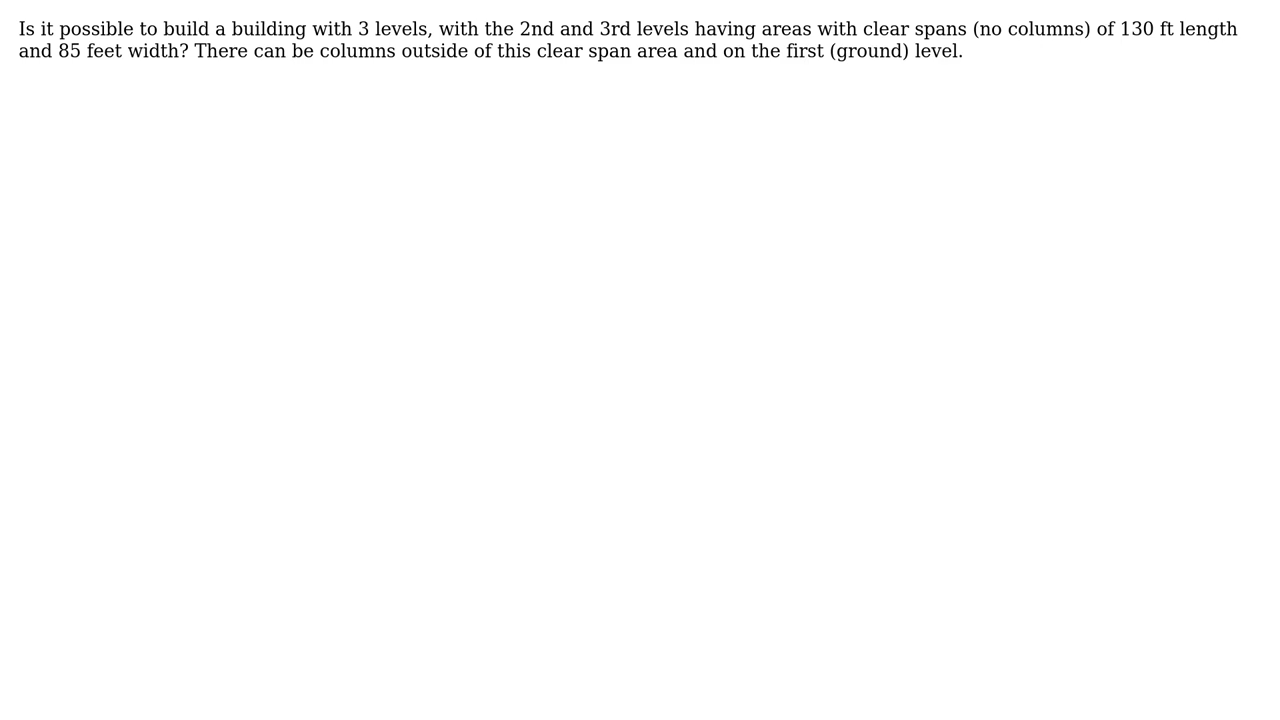 Is it possible to build a building with 3 levels, with the 2nd and 3rd levels having areas with clear spans (no columns) of 130 ft length
and 85 feet width? There can be columns outside of this clear span area and on the first (ground) level.